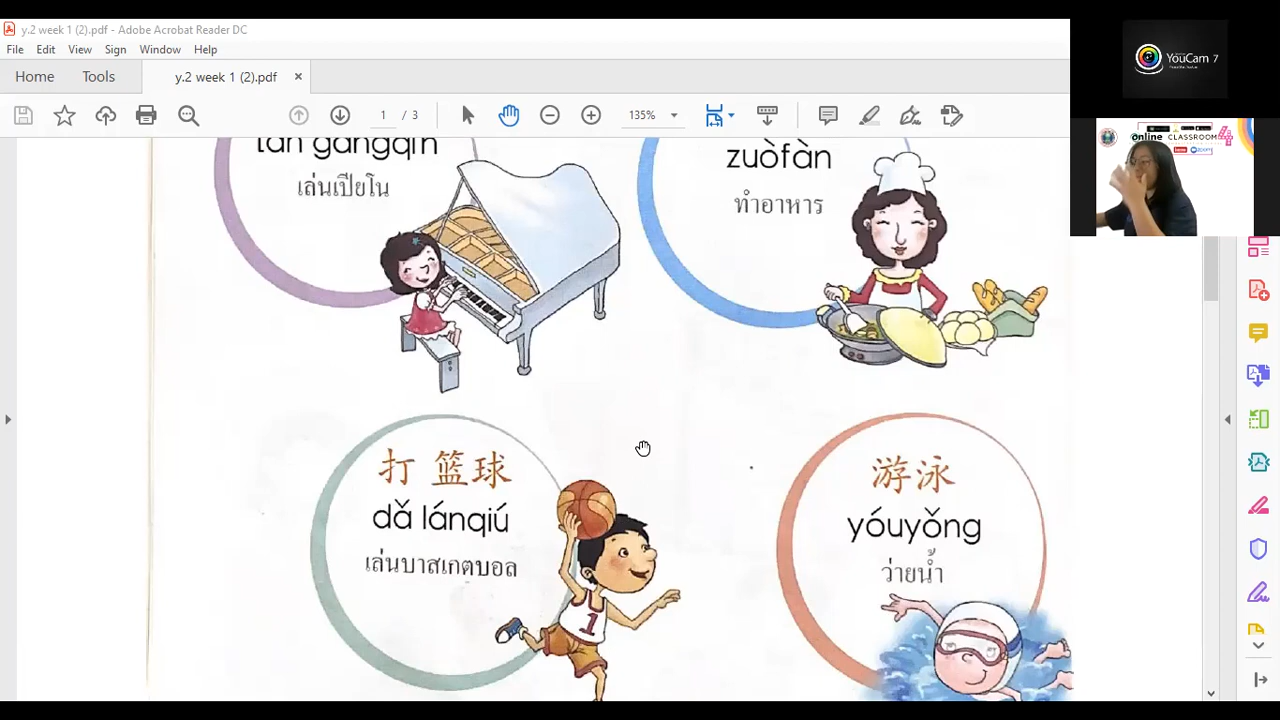 y.2 week 1 (2).pdf - Adobe Acrobat Reader DC
File Edit View Sign Window Help
Home Tools y.2 week 1 (2).pdf ×
1 / 3 135%
YouCam 7
online CLASSROOM 4
tán gāngqín
เล่นเปียโน
zuòfàn
ทำอาหาร
打 篮球
dǎ lánqiú
เล่นบาสเกตบอล
1
游泳
yóuyǒng
ว่ายน้ำ